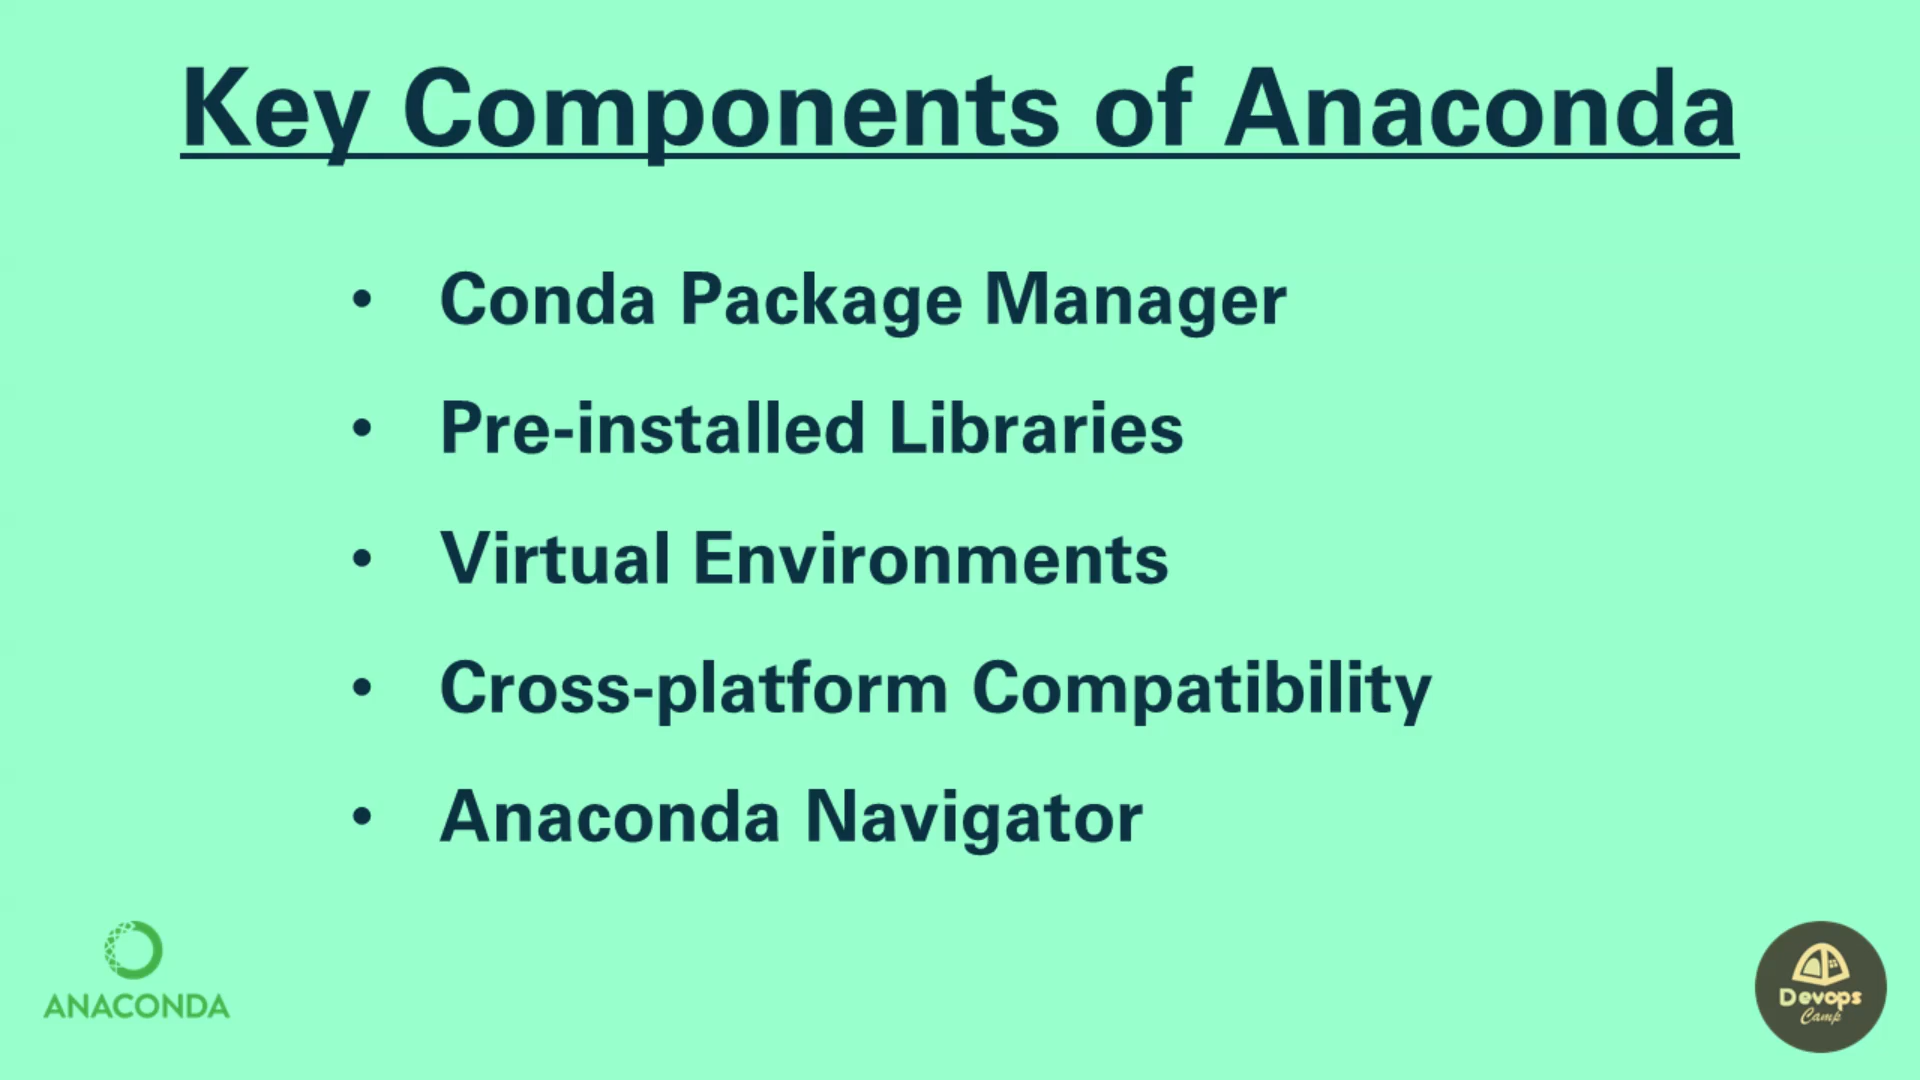 Key Components of Anaconda
• Conda Package Manager
• Pre-installed Libraries
• Virtual Environments
• Cross-platform Compatibility
• Anaconda Navigator
ANACONDA
Devops
Camp